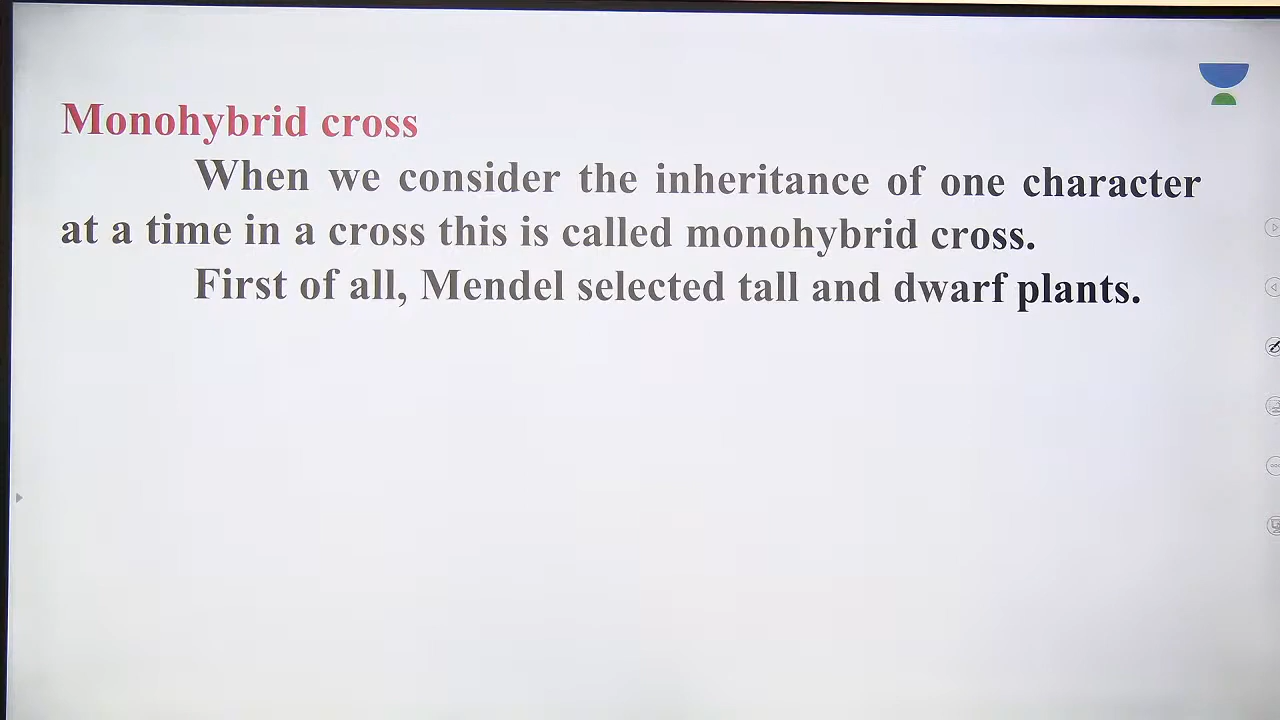 Monohybrid cross
When we consider the inheritance of one character
at a time in a cross this is called monohybrid cross.
First of all, Mendel selected tall and dwarf plants.